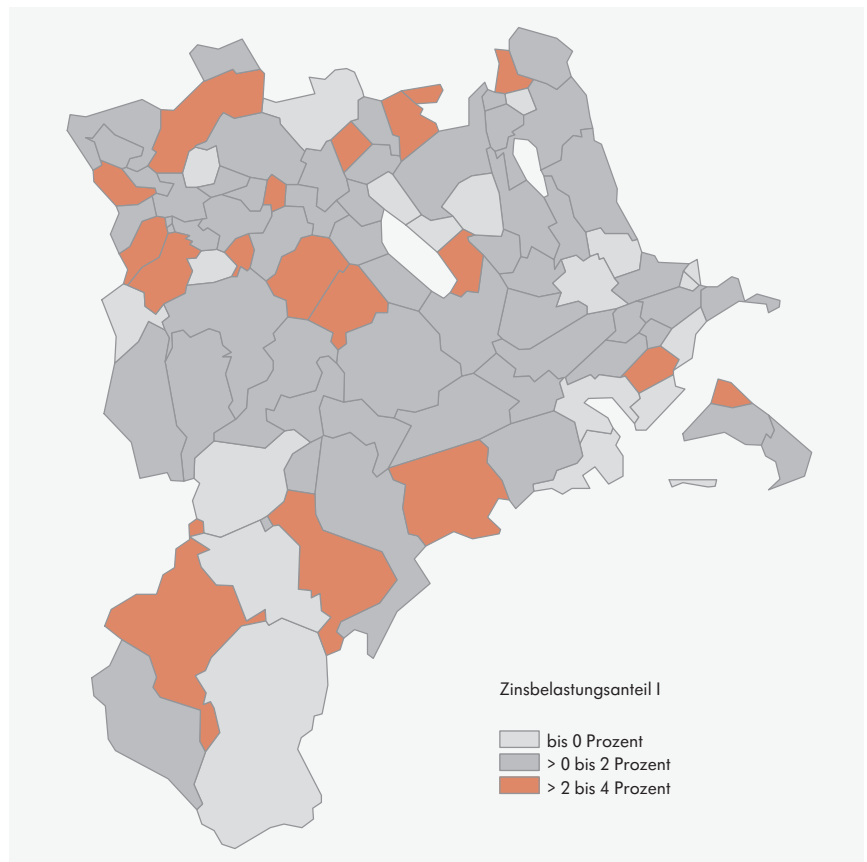 Zinsbelastungsanteil I
bis 0 Prozent
> 0 bis 2 Prozent
> 2 bis 4 Prozent